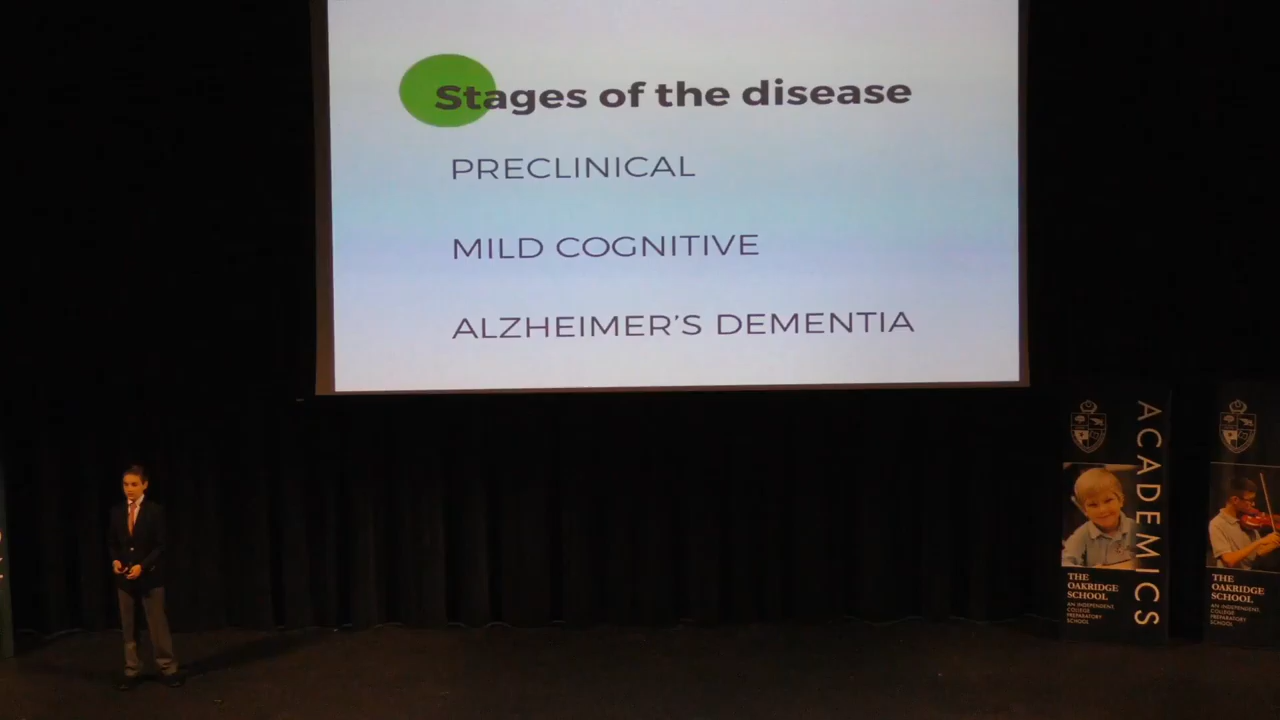 Stages of the disease
PRECLINICAL
MILD COGNITIVE
ALZHEIMER'S DEMENTIA
ACADEMICS
THE
OAKRIDGE
SCHOOL
AN INDEPENDENT
COLLEGE
PREPARATORY
SCHOOL
THE
OAKRIDGE
SCHOOL
AN INDEPENDENT
COLLEGE
PREPARATORY
SCHOOL